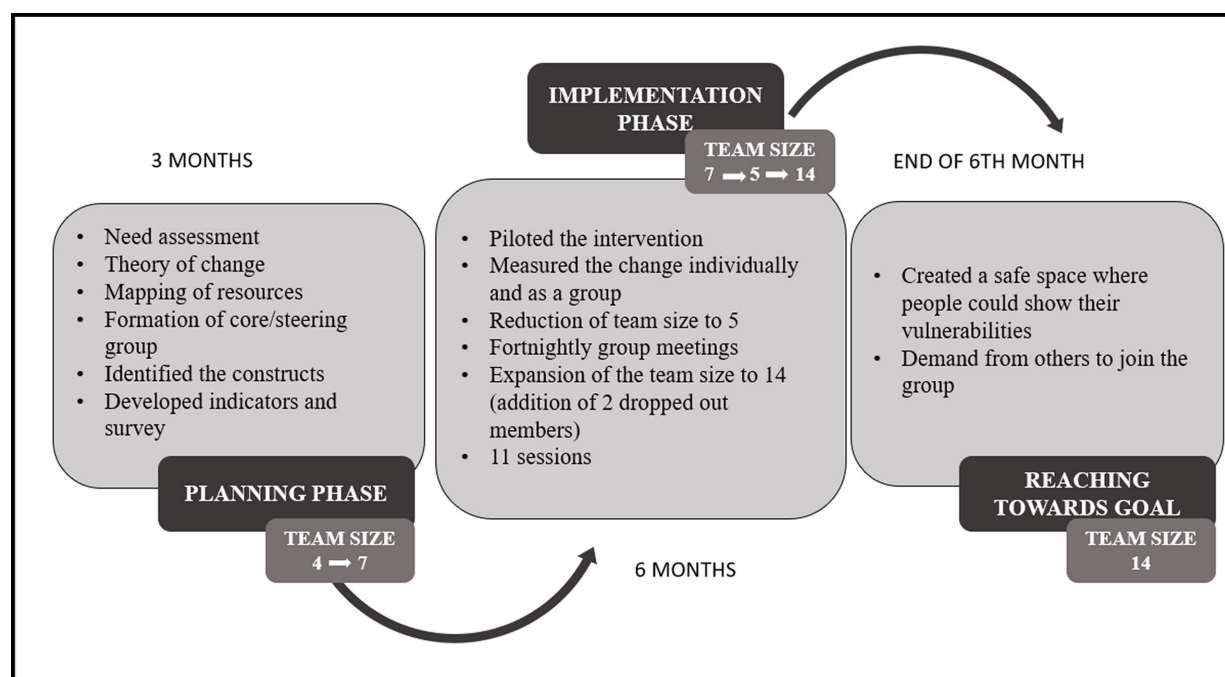 3 MONTHS
• Need assessment
• Theory of change
• Mapping of resources
• Formation of core/steering
group
• Identified the constructs
• Developed indicators and
survey
PLANNING PHASE
TEAM SIZE
4 ➡ 7
IMPLEMENTATION
PHASE
TEAM SIZE
7 ➡ 5 ➡ 14
• Piloted the intervention
• Measured the change individually
and as a group
• Reduction of team size to 5
• Fortnightly group meetings
• Expansion of the team size to 14
(addition of 2 dropped out
members)
• 11 sessions
6 MONTHS
END OF 6TH MONTH
• Created a safe space where
people could show their
vulnerabilities
• Demand from others to join the
group
REACHING
TOWARDS GOAL
TEAM SIZE
14